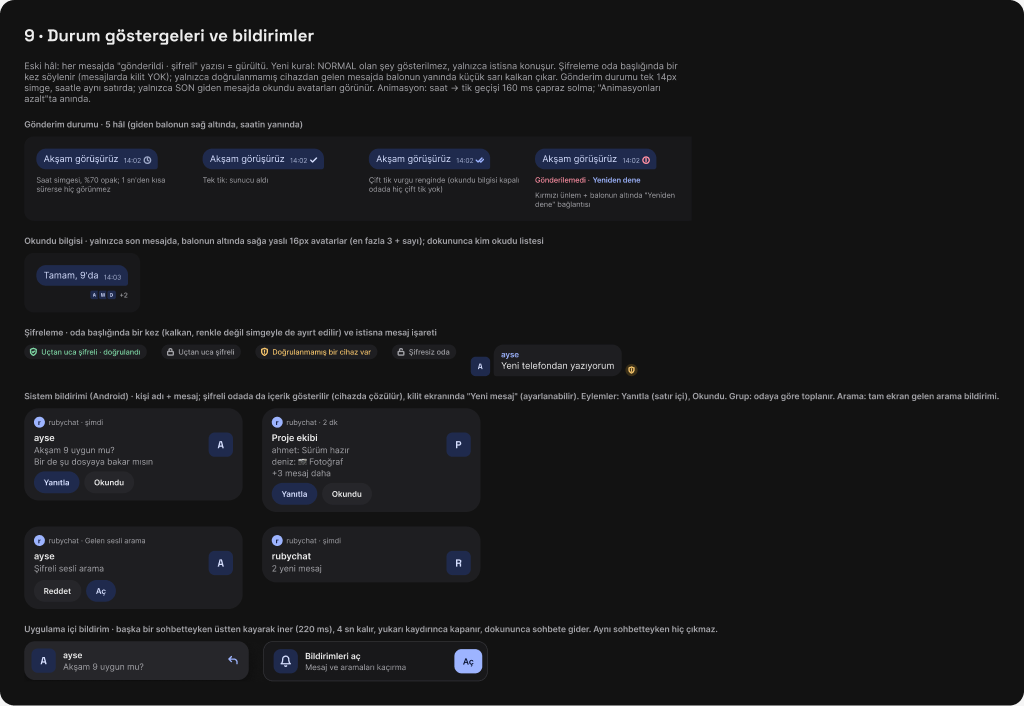 9 · Durum göstergeleri ve bildirimler
Eski hâl: her mesajda "gönderildi · şifreli" yazısı = gürültü. Yeni kural: NORMAL olan şey gösterilmez, yalnızca istisna konuşur. Şifreleme oda başlığında bir
kez söylenir (mesajlarda kilit YOK); yalnızca doğrulanmamış cihazdan gelen mesajda balonun yanında küçük sarı kalkan çıkar. Gönderim durumu tek 14px
simge, saatle aynı satırda; yalnızca SON giden mesajda okundu avatarları görünür. Animasyon: saat → tik geçişi 160 ms çapraz solma; "Animasyonları
azalt"ta anında.
Gönderim durumu · 5 hâl (giden balonun sağ altında, saatin yanında)
Akşam görüşürüz 14:02
Saat simgesi, %70 opak; 1 sn'den kısa
sürerse hiç görünmez
Akşam görüşürüz 14:02
Tek tik: sunucu aldı
Akşam görüşürüz 14:02
Çift tik vurgu renginde (okundu bilgisi kapalı
odada hiç çift tik yok)
Akşam görüşürüz 14:02
Gönderilemedi · Yeniden dene
Kırmızı ünlem + balonun altında "Yeniden
dene" bağlantısı
Okundu bilgisi · yalnızca son mesajda, balonun altında sağa yaslı 16px avatarlar (en fazla 3 + sayı); dokununca kim okudu listesi
Tamam, 9'da 14:03
A M D +2
Şifreleme · oda başlığında bir kez (kalkan, renkle değil simgeyle de ayırt edilir) ve istisna mesaj işareti
Uçtan uca şifreli · doğrulandı
Uçtan uca şifreli
Doğrulanmamış bir cihaz var
Şifresiz oda
A
ayse
Yeni telefondan yazıyorum
Sistem bildirimi (Android) · kişi adı + mesaj; şifreli odada da içerik gösterilir (cihazda çözülür), kilit ekranında "Yeni mesaj" (ayarlanabilir). Eylemler: Yanıtla (satır içi), Okundu. Grup: odaya göre toplanır. Arama: tam ekran gelen arama bildirimi.
r rubychat · şimdi
ayse
Akşam 9 uygun mu?
Bir de şu dosyaya bakar mısın
A
Yanıtla
Okundu
r rubychat · 2 dk
Proje ekibi
ahmet: Sürüm hazır
deniz: 📷 Fotoğraf
+3 mesaj daha
P
Yanıtla
Okundu
r rubychat · Gelen sesli arama
ayse
Şifreli sesli arama
A
Reddet
Aç
r rubychat · şimdi
rubychat
2 yeni mesaj
R
Uygulama içi bildirim · başka bir sohbetteyken üstten kayarak iner (220 ms), 4 sn kalır, yukarı kaydırınca kapanır, dokununca sohbete gider. Aynı sohbetteyken hiç çıkmaz.
A
ayse
Akşam 9 uygun mu?
Bildirimleri aç
Mesaj ve aramaları kaçırma
Aç